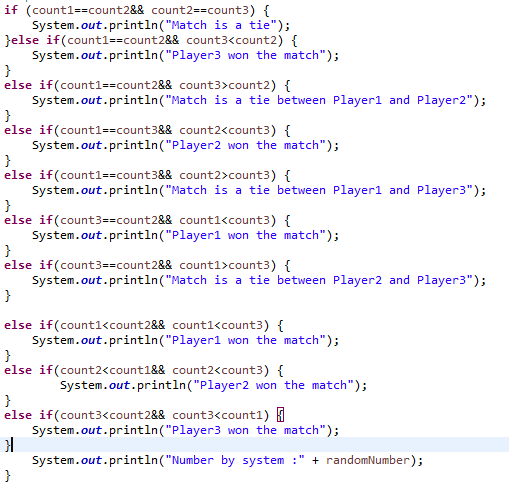 if (count1==count2&& count2==count3) {
    System.out.println("Match is a tie");
}else if(count1==count2&& count3<count2) {
    System.out.println("Player3 won the match");
}
else if(count1==count2&& count3>count2) {
    System.out.println("Match is a tie between Player1 and Player2");
}
else if(count1==count3&& count2<count3) {
    System.out.println("Player2 won the match");
}
else if(count1==count3&& count2>count3) {
    System.out.println("Match is a tie between Player1 and Player3");
}
else if(count3==count2&& count1<count3) {
    System.out.println("Player1 won the match");
}
else if(count3==count2&& count1>count3) {
    System.out.println("Match is a tie between Player2 and Player3");
}

else if(count1<count2&& count1<count3) {
    System.out.println("Player1 won the match");
}
else if(count2<count1&& count2<count3) {
        System.out.println("Player2 won the match");
}
else if(count3<count2&& count3<count1) {
    System.out.println("Player3 won the match");
}
    System.out.println("Number by system :" + randomNumber);
}